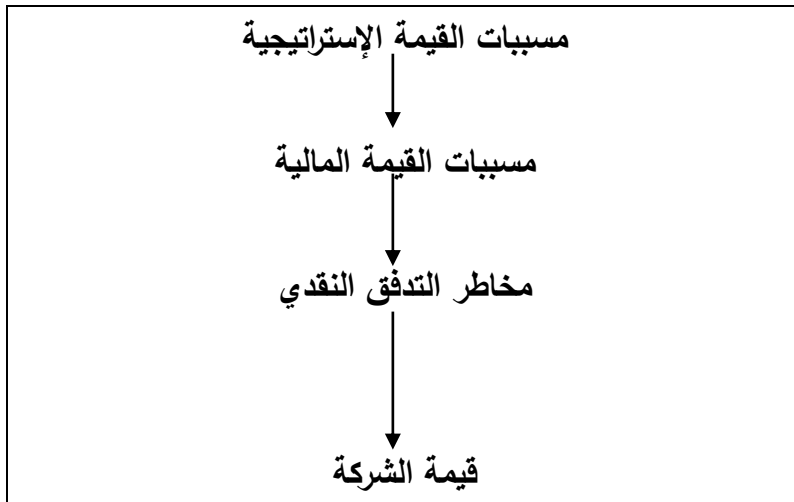 مسببات القيمة الإستراتيجية
مسببات القيمة المالية
مخاطر التدفق النقدي
قيمة الشركة